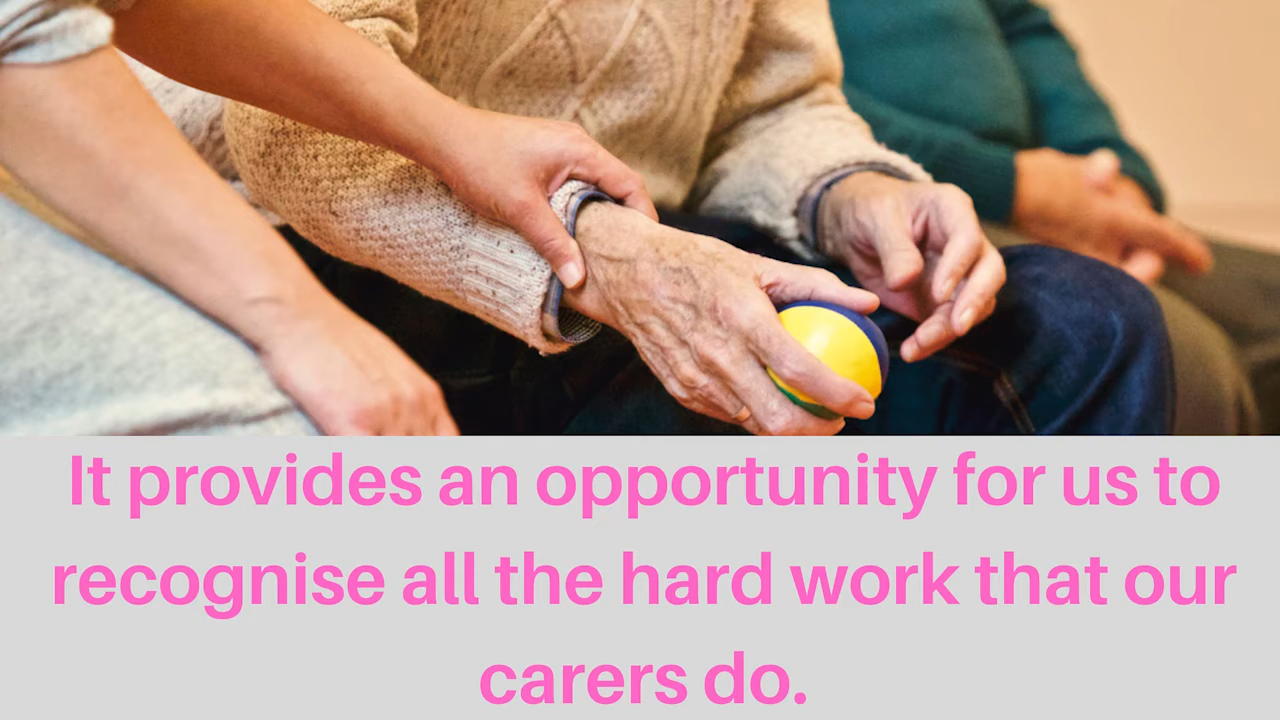 It provides an opportunity for us to
recognise all the hard work that our
carers do.